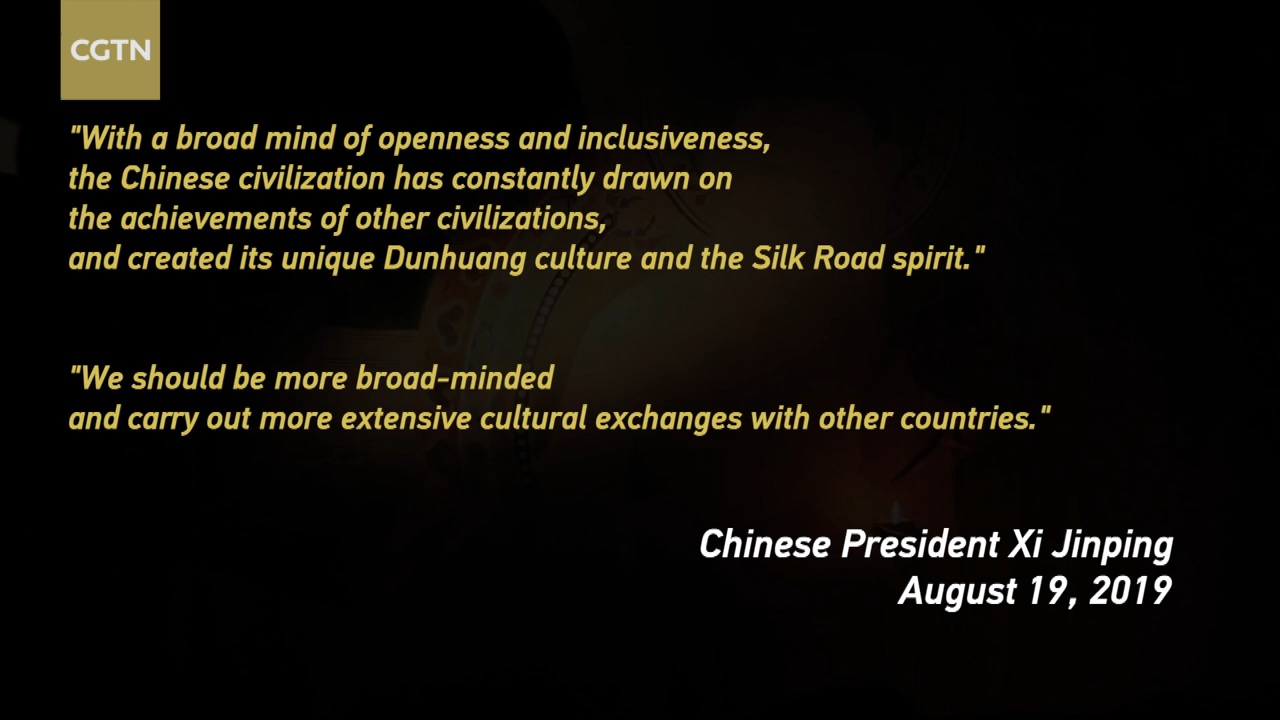 CGTN
"With a broad mind of openness and inclusiveness,
the Chinese civilization has constantly drawn on
the achievements of other civilizations,
and created its unique Dunhuang culture and the Silk Road spirit."
"We should be more broad-minded
and carry out more extensive cultural exchanges with other countries."
Chinese President Xi Jinping
August 19, 2019